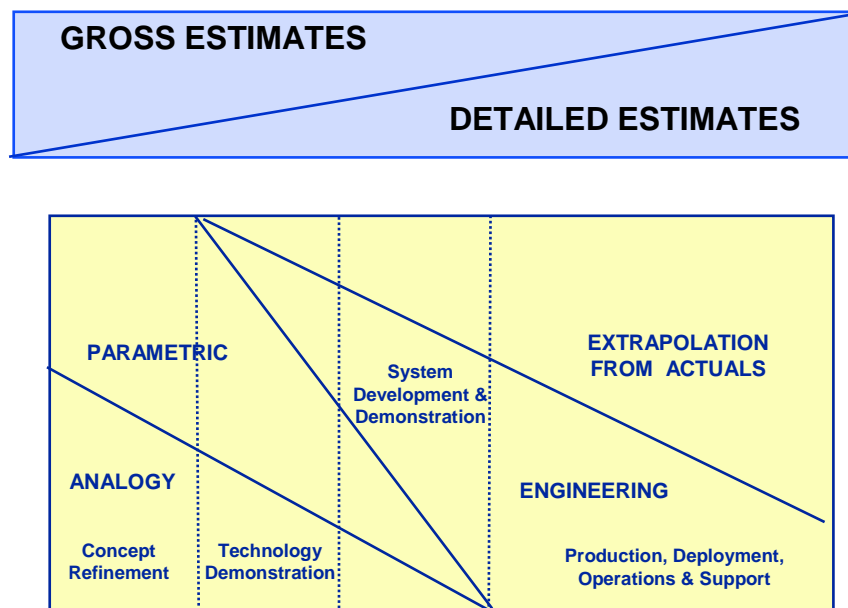 GROSS ESTIMATES
DETAILED ESTIMATES
PARAMETRIC
EXTRAPOLATION
FROM ACTUALS
System
Development &
Demonstration
ANALOGY
ENGINEERING
Concept
Refinement
Technology
Demonstration
Production, Deployment,
Operations & Support